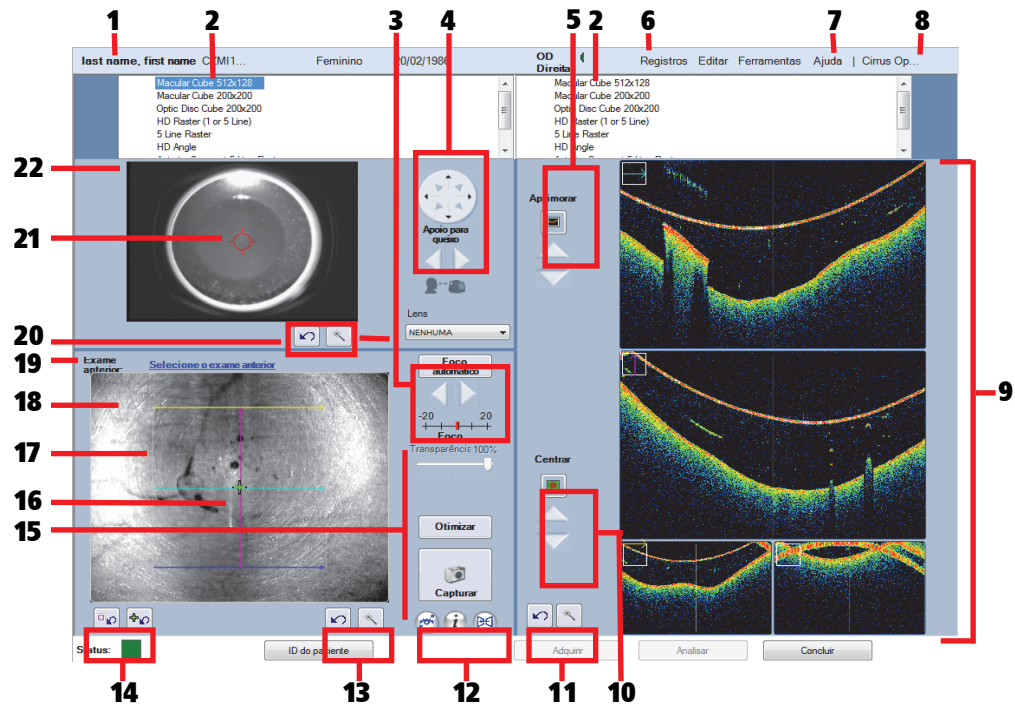 1 2 3 4 5 2 6 7 8
last name, first name CZMI1... Feminino 20/02/1986 OD Direita Registros Editar Ferramentas Ajuda | Cirrus Op...
Macular Cube 512x128
Macular Cube 200x200
Optic Disc Cube 200x200
HD Raster (1 or 5 Line)
5 Line Raster
HD Angle
Macular Cube 512x128
Macular Cube 200x200
Optic Disc Cube 200x200
HD Raster (1 or 5 Line)
5 Line Raster
HD Angle
22
21
20
Apoio para
queixo
Lens
NENHUMA
Aprimorar
19
Exame
anterior:
Selecione o exame anterior
18
17
16
15
Foco
automático
-20 20
Foco
Transparência 100%
Otimizar
Capturar
Centrar
9
Status:
ID do paciente
Adquirir
Analisar
Concluir
14 13 12 11 10